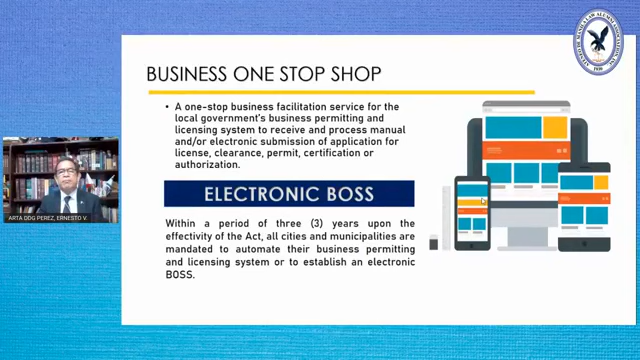 BUSINESS ONE STOP SHOP
• A one-stop business facilitation service for the
local government's business permitting and
licensing system to receive and process manual
and/or electronic submission of application for
license, clearance, permit, certification or
authorization.
ELECTRONIC BOSS
Within a period of three (3) years upon the
effectivity of the Act, all cities and municipalities are
mandated to automate their business permitting
and licensing system or to establish an electronic
BOSS.
ARTA DDG PEREZ, ERNESTO V.